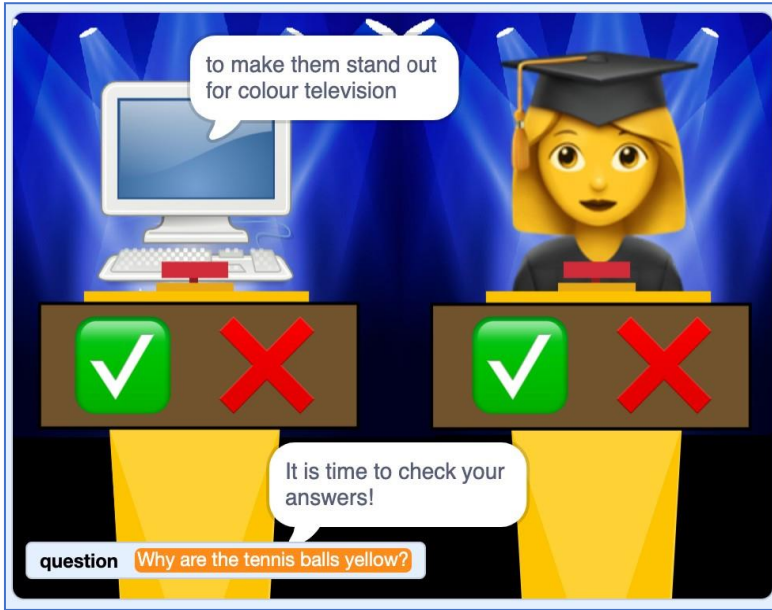 to make them stand out
for colour television
It is time to check your
answers!
question Why are the tennis balls yellow?